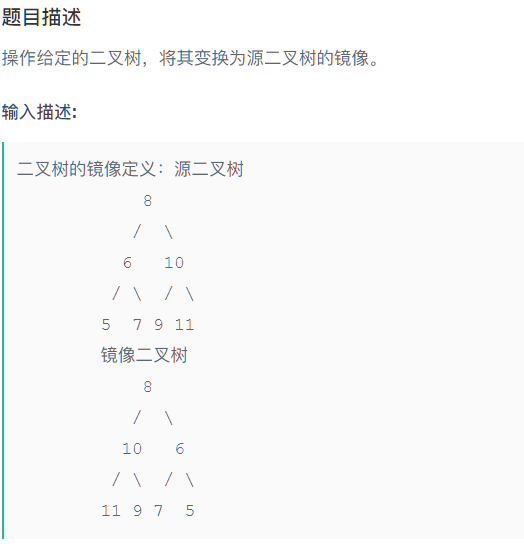 题目描述
操作给定的二叉树，将其变换为源二叉树的镜像。
输入描述:
二叉树的镜像定义：源二叉树
8
/ \
6 10
/ \ / \
5 7 9 11
镜像二叉树
8
/ \
10 6
/ \ / \
11 9 7 5